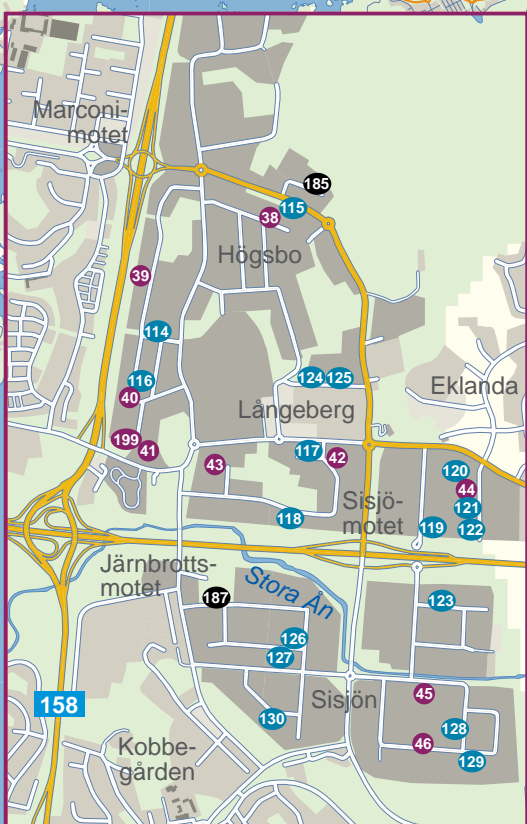 Marconi-
motet
185
115
38
Högsbo
39
114
116
40
124 125
Eklanda
Långeberg
199
41
117
42
43
120
44
121
Sisjö-
motet
118
119
122
Järnbrotts-
motet
Stora Ån
187
123
126
127
45
Sisjön
158
130
128
46
129
Kobbe-
gården